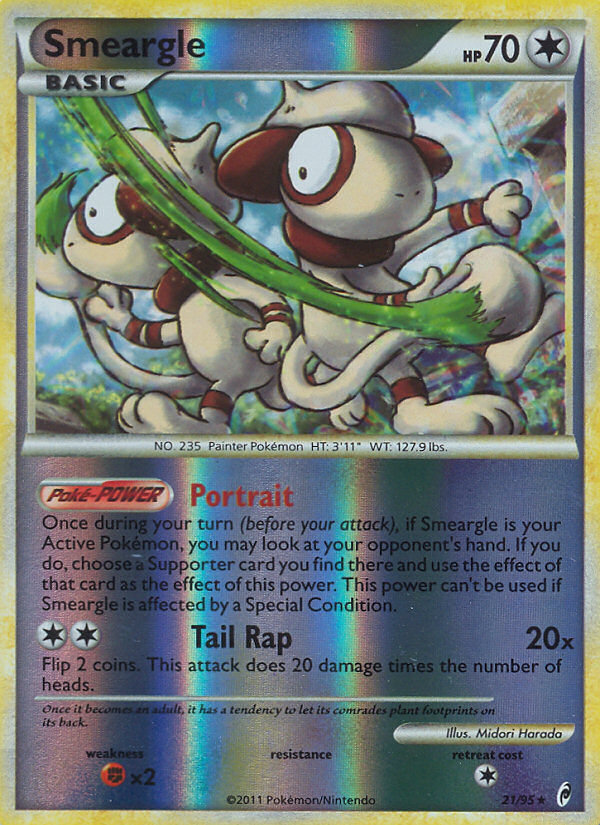 Smeargle
HP 70
BASIC
NO. 235 Painter Pokémon HT: 3'11" WT: 127.9 lbs.
Poké-POWER Portrait
Once during your turn (before your attack), if Smeargle is your
Active Pokémon, you may look at your opponent's hand. If you
do, choose a Supporter card you find there and use the effect of
that card as the effect of this power. This power can't be used if
Smeargle is affected by a Special Condition.
Tail Rap 20x
Flip 2 coins. This attack does 20 damage times the number of
heads.
Once it becomes an adult, it has a tendency to let its comrades plant footprints on
its back.
Illus. Midori Harada
weakness resistance retreat cost
x2
©2011 Pokémon/Nintendo 21/95 ★